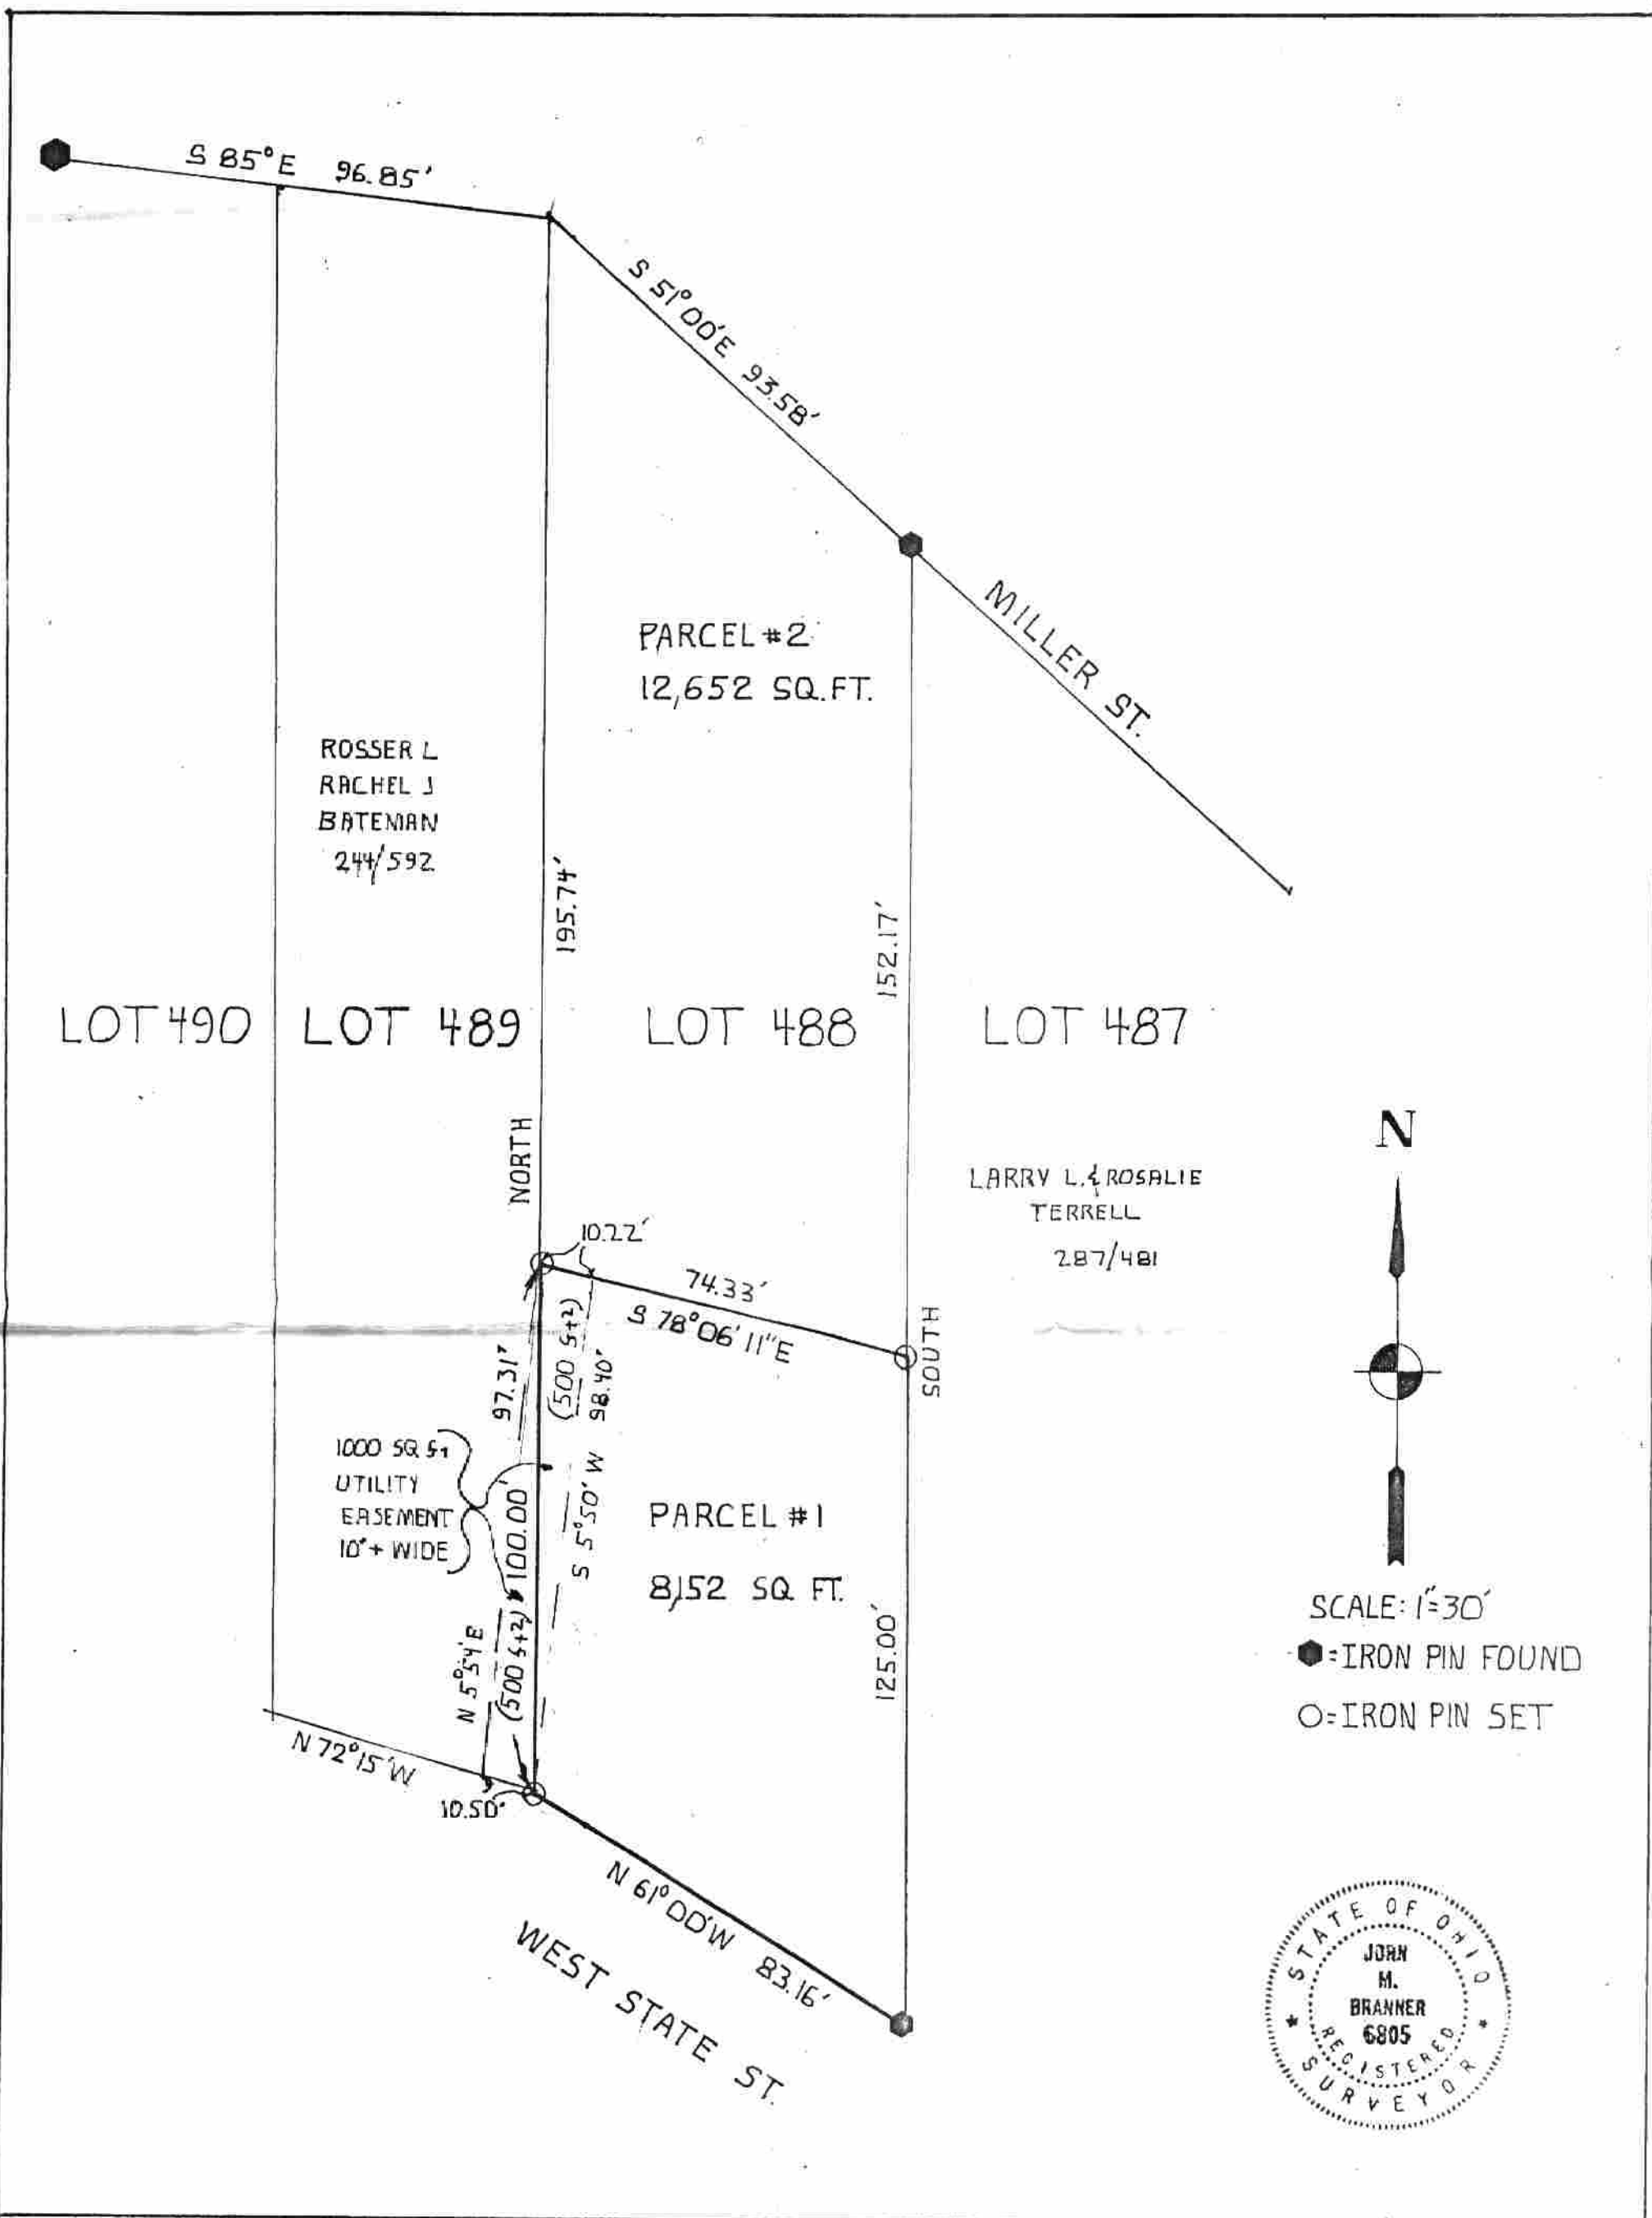 S 85°E 96.85'
S 51°00'E 93.58'
MILLER ST.
PARCEL #2
12,652 SQ.FT.
ROSSER L
RACHEL J
BATEMAN
244/592
195.74'
152.17'
LOT 490
LOT 489
LOT 488
LOT 487
NORTH
N
LARRY L. & ROSALIE
TERRELL
287/481
10.22'
74.33'
S 78°06'11"E
SOUTH
97.31'
(500 ft2)
98.40'
1000 SQ ft
UTILITY
EASEMENT
10'+ WIDE
100.00'
S 5°50' W
PARCEL #1
8,152 SQ FT.
125.00'
N 5°54'E
(500 ft2)
N 72°15'W
10.50'
N 61°00'W 83.16'
WEST STATE ST.
SCALE: 1"=30'
=IRON PIN FOUND
O=IRON PIN SET
STATE OF OHIO
JOHN
M.
BRANNER
6805
REGISTERED
SURVEYOR